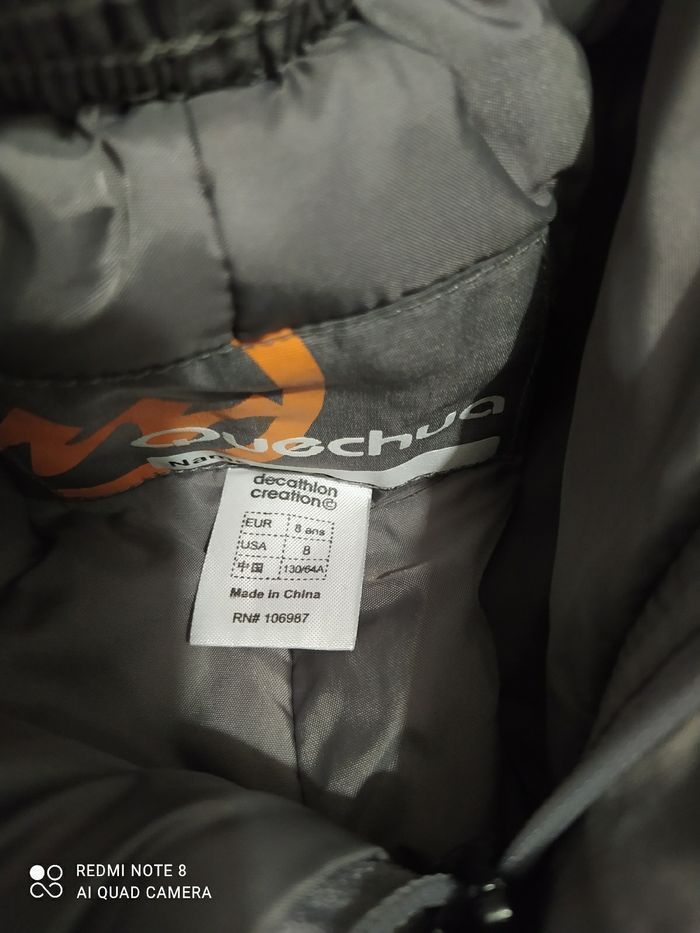 Quechua
decathlon
creation©
EUR 8 ans
USA 8
中国 130/64A
Made in China
RN# 106987
REDMI NOTE 8
AI QUAD CAMERA